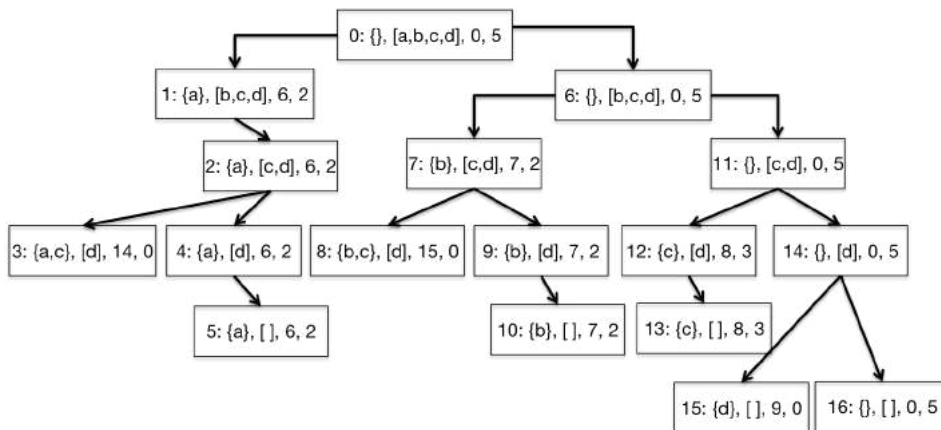 0: {}, [a,b,c,d], 0, 5
1: {a}, [b,c,d], 6, 2
6: {}, [b,c,d], 0, 5
2: {a}, [c,d], 6, 2
7: {b}, [c,d], 7, 2
11: {}, [c,d], 0, 5
3: {a,c}, [d], 14, 0
4: {a}, [d], 6, 2
8: {b,c}, [d], 15, 0
9: {b}, [d], 7, 2
12: {c}, [d], 8, 3
14: {}, [d], 0, 5
5: {a}, [ ], 6, 2
10: {b}, [ ], 7, 2
13: {c}, [ ], 8, 3
15: {d}, [ ], 9, 0
16: {}, [ ], 0, 5